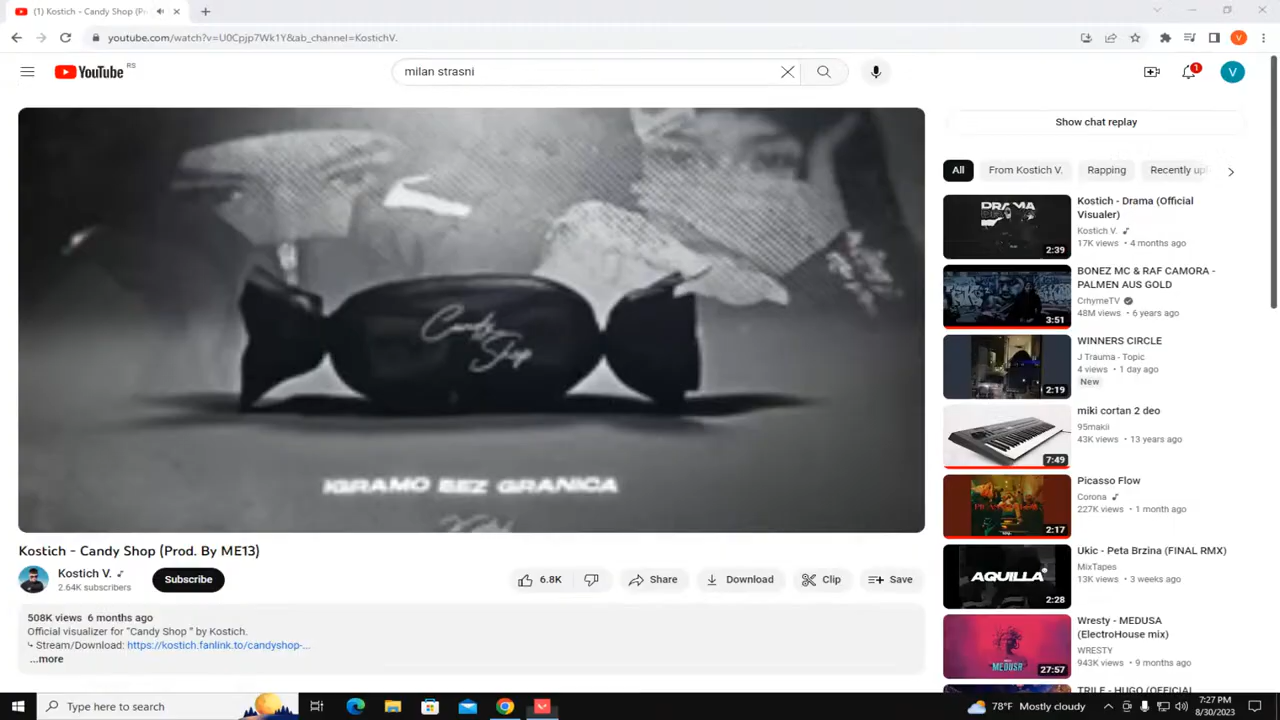 (1) Kostich - Candy Shop (Pr
youtube.com/watch?v=U0Cpjp7Wk1Y&ab_channel=KostichV.
V
YouTube RS
milan strasni
1
V
Candy
Shop
IGRAMO BEZ GRANICA
Kostich - Candy Shop (Prod. By ME13)
Kostich V.
2.64K subscribers
Subscribe
6.8K
Share
Download
Clip
Save
508K views 6 months ago
Official visualizer for "Candy Shop " by Kostich.
↳ Stream/Download: https://kostich.fanlink.to/candyshop-...
...more
Show chat replay
All
From Kostich V.
Rapping
Recently upl
DRAMA
2:39
Kostich - Drama (Official
Visualer)
Kostich V.
17K views • 4 months ago
3:51
BONEZ MC & RAF CAMORA -
PALMEN AUS GOLD
CrhymeTV
48M views • 6 years ago
2:19
WINNERS CIRCLE
J Trauma - Topic
4 views • 1 day ago
New
7:49
miki cortan 2 deo
95makii
43K views • 13 years ago
2:17
Picasso Flow
Corona
227K views • 1 month ago
AQUILLA
2:28
Ukic - Peta Brzina (FINAL RMX)
MixTapes
13K views • 3 weeks ago
MEDUSA
27:57
Wresty - MEDUSA
(ElectroHouse mix)
WRESTY
943K views • 9 months ago
TRILE - HUGO (OFFICIAL
Type here to search
78°F Mostly cloudy
7:27 PM
8/30/2023